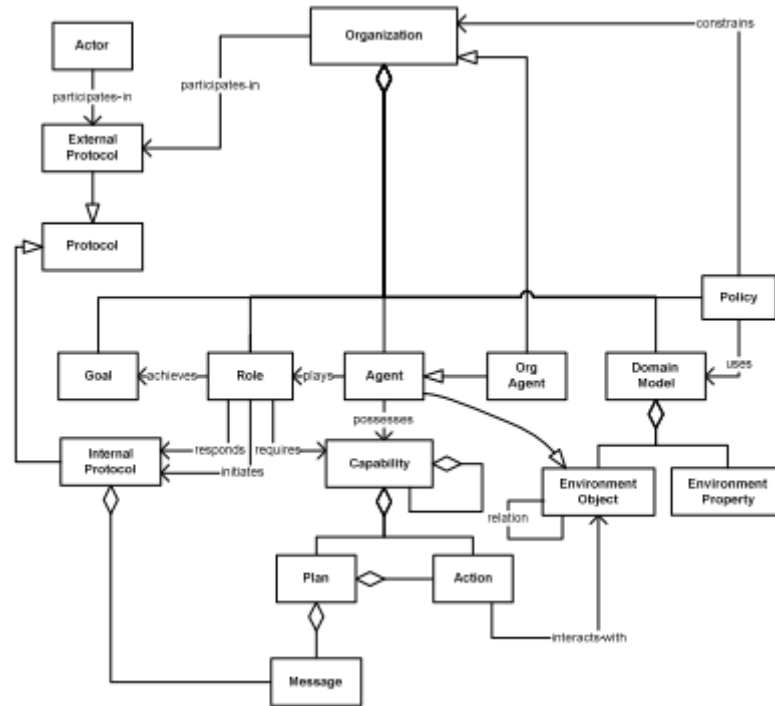 Organization
constrains
Actor
participates-in
participates-in
External
Protocol
Protocol
Policy
Goal
achieves
Role
plays
Agent
Org
Agent
Domain
Model
uses
possesses
Internal
Protocol
responds
requires
initiates
Capability
Environment
Object
Environment
Property
relation
Plan
Action
interacts-with
Message